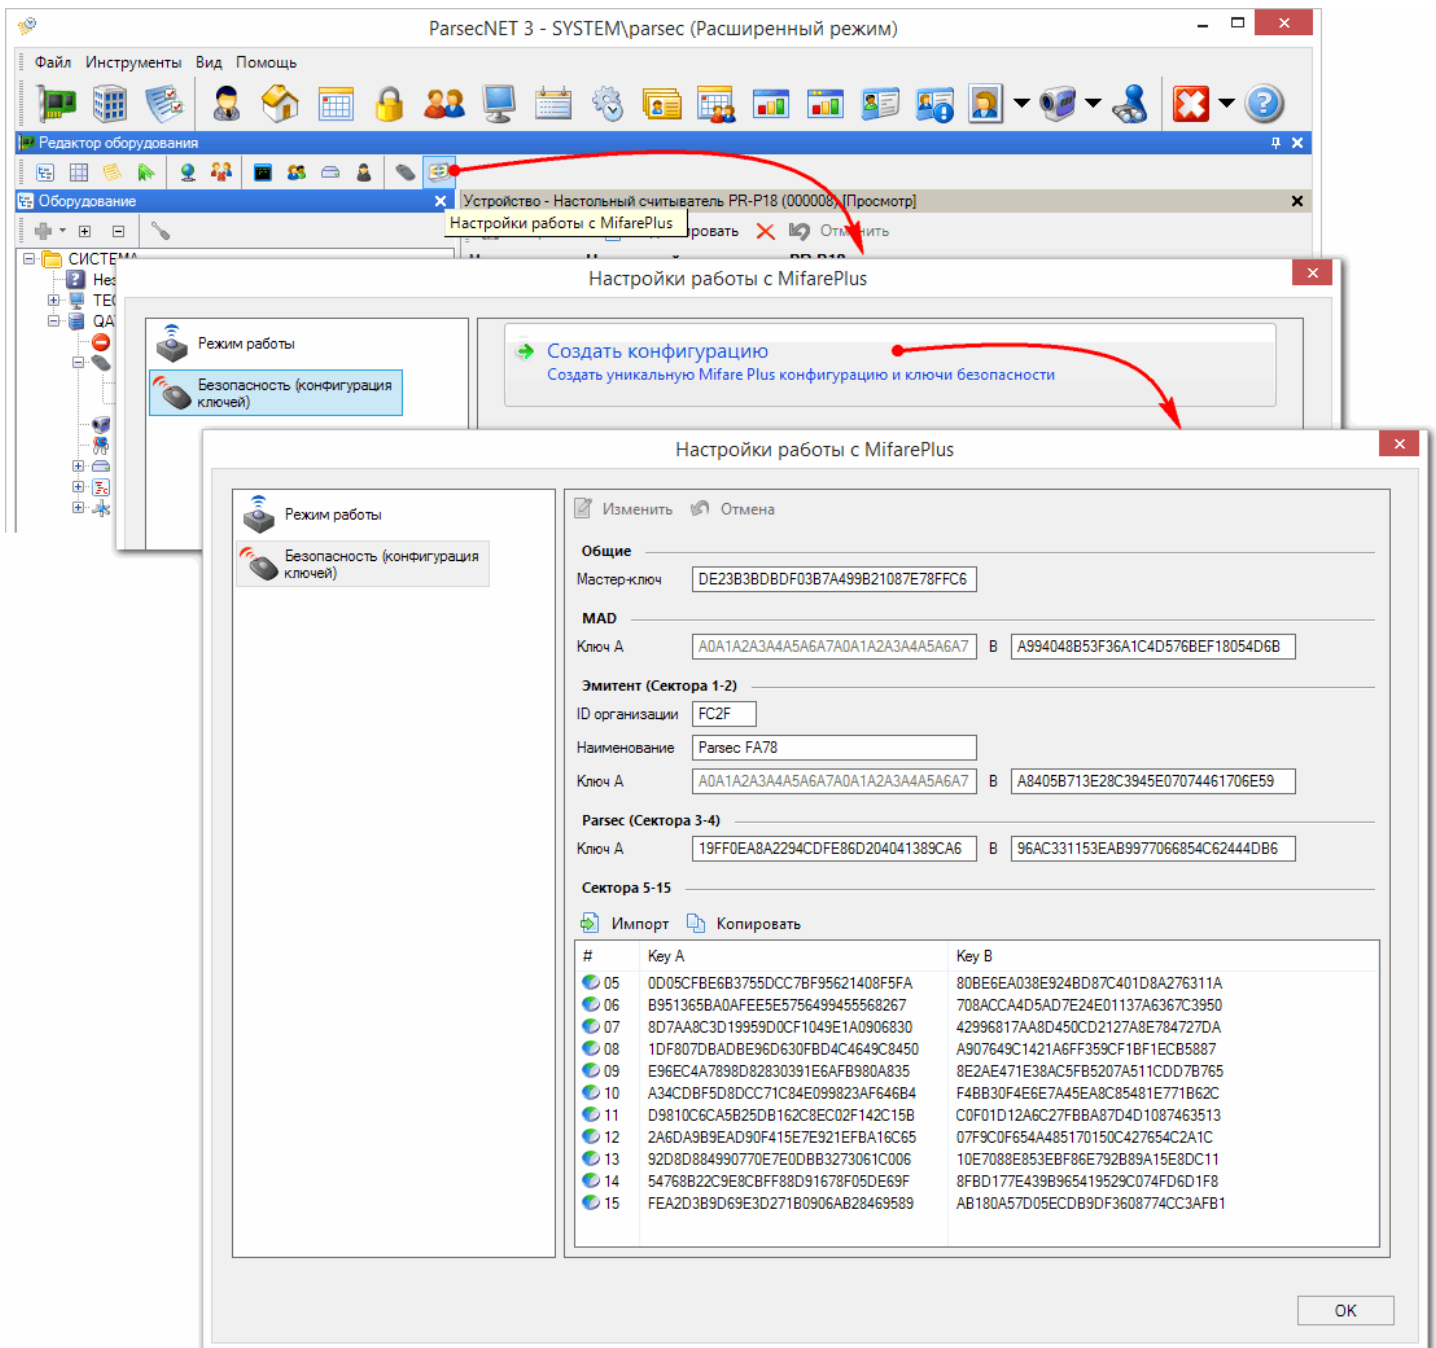 ParsecNET 3 - SYSTEM\parsec (Расширенный режим)
Файл Инструменты Вид Помощь
Редактор оборудования
Оборудование
Устройство - Настольный считыватель PR-P18 (000008) [Просмотр]
Настройки работы с MifarePlus
СИСТЕМА
Настройки работы с MifarePlus
Режим работы
Безопасность (конфигурация
ключей)
Создать конфигурацию
Создать уникальную Mifare Plus конфигурацию и ключи безопасности
Настройки работы с MifarePlus
Режим работы
Безопасность (конфигурация
ключей)
Изменить Отмена
Общие
Мастер-ключ DE23B3BDBDF03B7A499B21087E78FFC6
MAD
Ключ A A0A1A2A3A4A5A6A7A0A1A2A3A4A5A6A7 B A994048B53F36A1C4D576BEF18054D6B
Эмитент (Сектора 1-2)
ID организации FC2F
Наименование Parsec FA78
Ключ A A0A1A2A3A4A5A6A7A0A1A2A3A4A5A6A7 B A8405B713E28C3945E07074461706E59
Parsec (Сектора 3-4)
Ключ A 19FF0EA8A2294CDFE86D204041389CA6 B 96AC331153EAB9977066854C62444DB6
Сектора 5-15
Импорт Копировать
# Key A Key B
05 0D05CFBE6B3755DCC7BF95621408F5FA 80BE6EA038E924BD87C401D8A276311A
06 B951365BA0AFEE5E5756499455568267 708ACCA4D5AD7E24E01137A6367C3950
07 8D7AA8C3D19959D0CF1049E1A0906830 42996817AA8D450CD2127A8E784727DA
08 1DF807DBADBE96D630FBD4C4649C8450 A907649C1421A6FF359CF1BF1ECB5887
09 E96EC4A7898D82830391E6AFB980A835 8E2AE471E38AC5FB5207A511CDD7B765
10 A34CDBF5D8DCC71C84E099823AF646B4 F4BB30F4E6E7A45EA8C85481E771B62C
11 D9810C6CA5B25DB162C8EC02F142C15B C0F01D12A6C27FBBA87D4D1087463513
12 2A6DA9B9EAD90F415E7E921EFBA16C65 07F9C0F654A485170150C427654C2A1C
13 92D8D884990770E7E0DBB3273061C006 10E7088E853EBF86E792B89A15E8DC11
14 54768B22C9E8CBFF88D91678F05DE69F 8FBD177E439B965419529C074FD6D1F8
15 FEA2D3B9D69E3D271B0906AB28469589 AB180A57D05ECDB9DF3608774CC3AFB1
OK